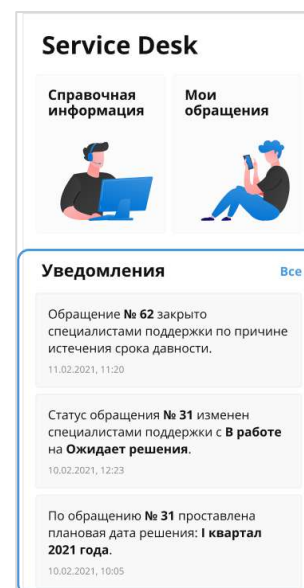 Service Desk
Справочная
информация
Мои
обращения
Уведомления
Все
Обращение № 62 закрыто
специалистами поддержки по причине
истечения срока давности.
11.02.2021, 11:20
Статус обращения № 31 изменен
специалистами поддержки с В работе
на Ожидает решения.
10.02.2021, 12:23
По обращению № 31 проставлена
плановая дата решения: I квартал
2021 года.
10.02.2021, 10:05